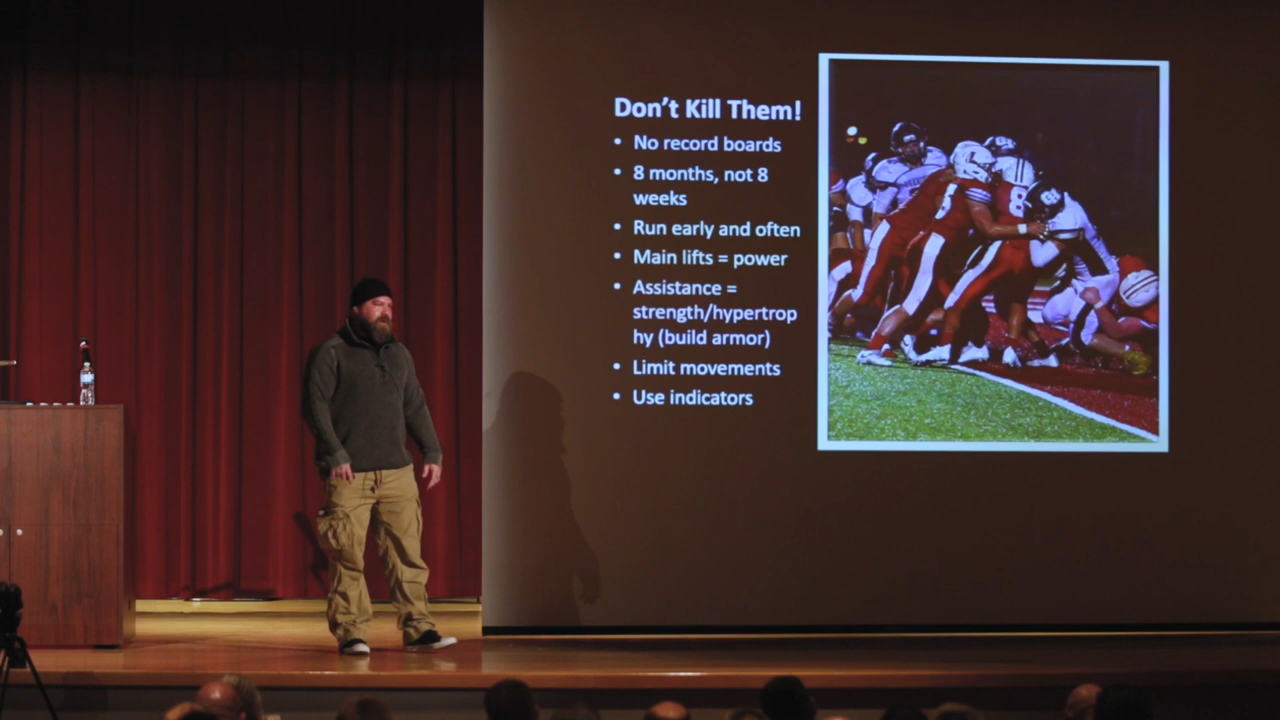 Don't Kill Them!
• No record boards
• 8 months, not 8
weeks
• Run early and often
• Main lifts = power
• Assistance =
strength/hypertrop
hy (build armor)
• Limit movements
• Use indicators